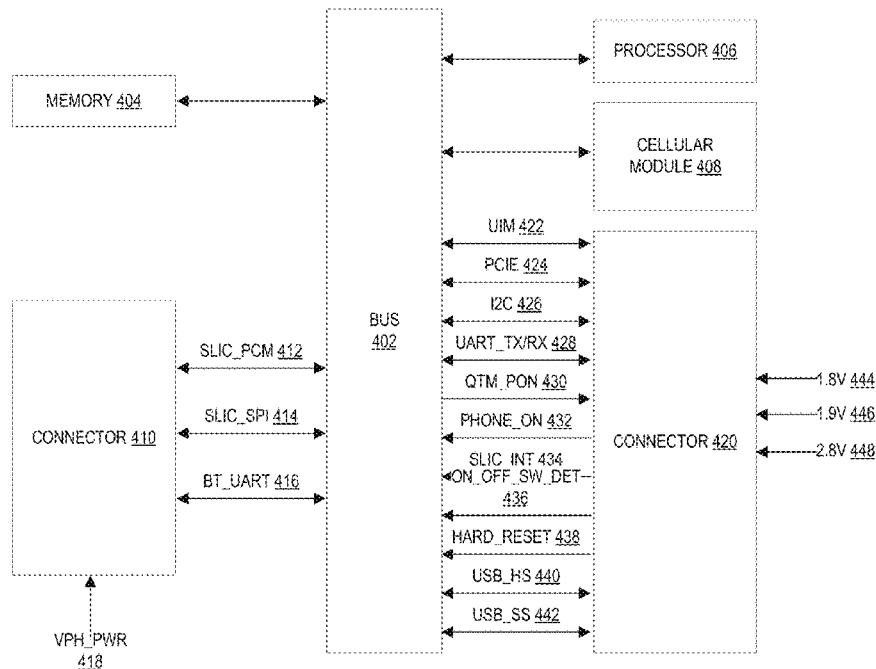 PROCESSOR 406
MEMORY 404
CELLULAR
MODULE 408
UIM 422
PCIE 424
I2C 426
BUS
402
SLIC_PCM 412
UART_TX/RX 428
QTM_PON 430
1.8V 444
SLIC_SPI 414
PHONE_ON 432
1.9V 446
CONNECTOR 410
CONNECTOR 420
SLIC_INT 434
2.8V 448
ON_OFF_SW_DET
436
BT_UART 416
HARD_RESET 438
USB_HS 440
USB_SS 442
VPH_PWR
418